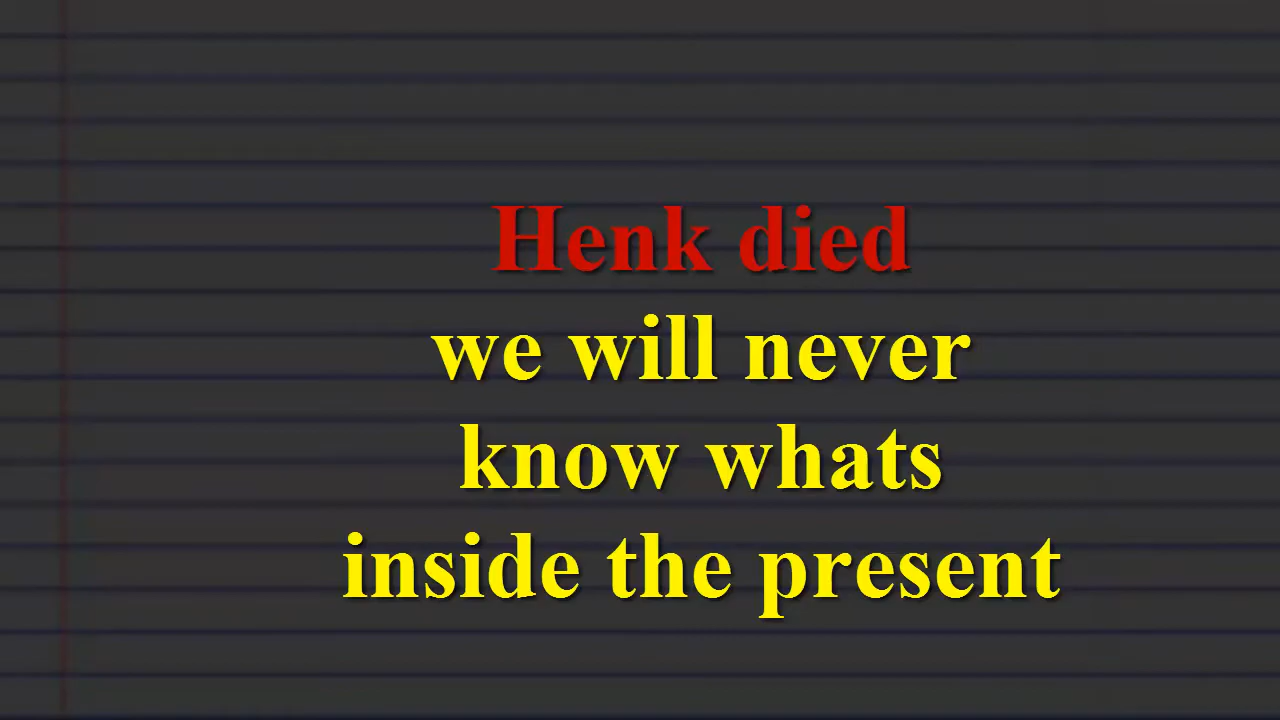 Henk died
we will never
know whats
inside the present